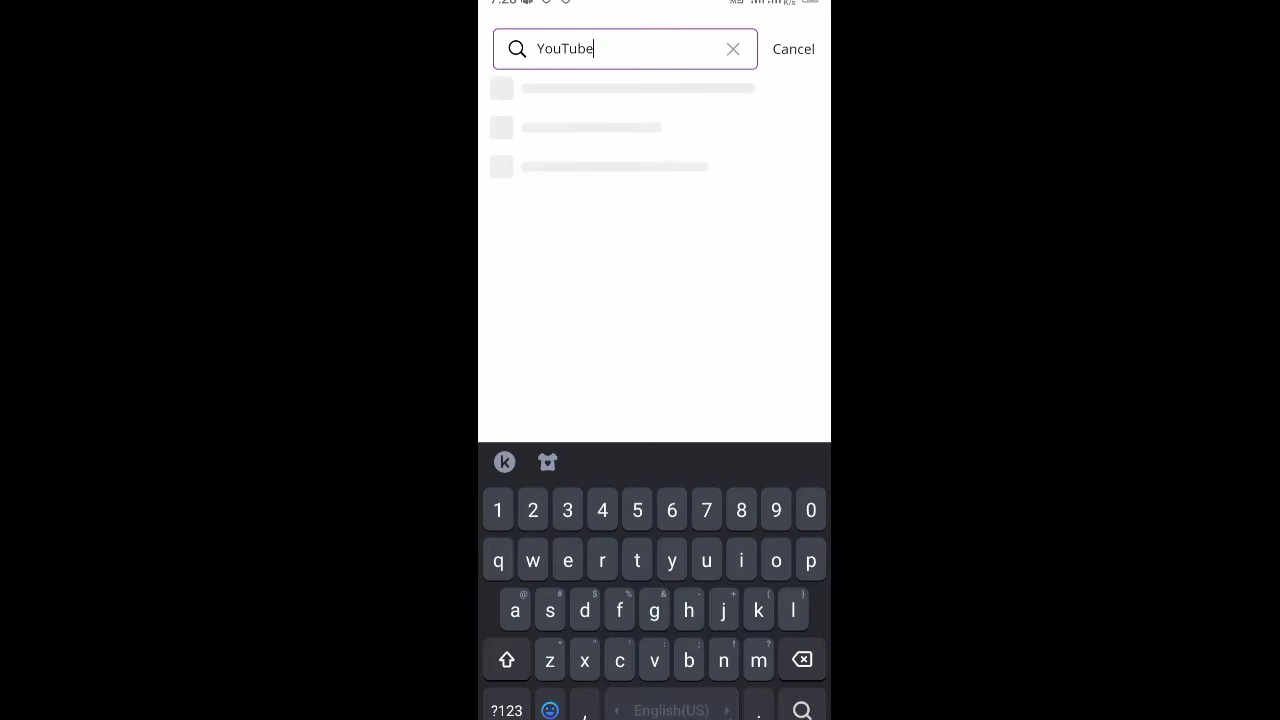 YouTube
Cancel
k
1 2 3 4 5 6 7 8 9 0
q w e r t y u i o p
@ # $ % & - + ( )
a s d f g h j k l
* " ' : ; ! ?
z x c v b n m
?123 , English(US) .